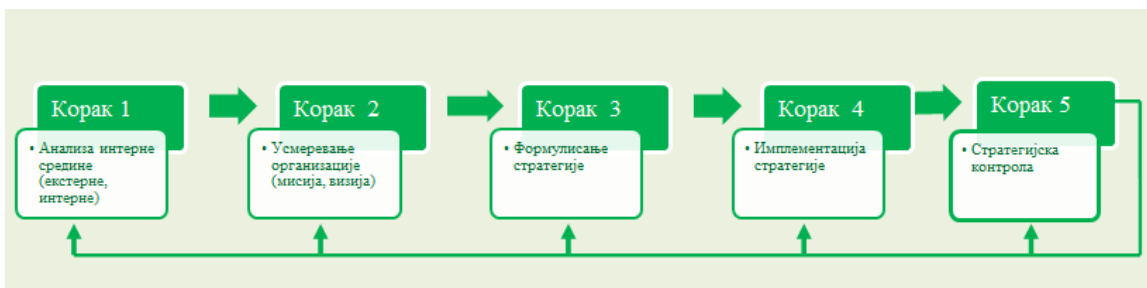 Корак 1
• Анализа интерне
средине
(екстерне,
интерне)
Корак 2
• Усмеревање
организације
(мисија, визија)
Корак 3
• Формулисање
стратегије
Корак 4
• Имплементација
стратегије
Корак 5
• Стратегијска
контрола